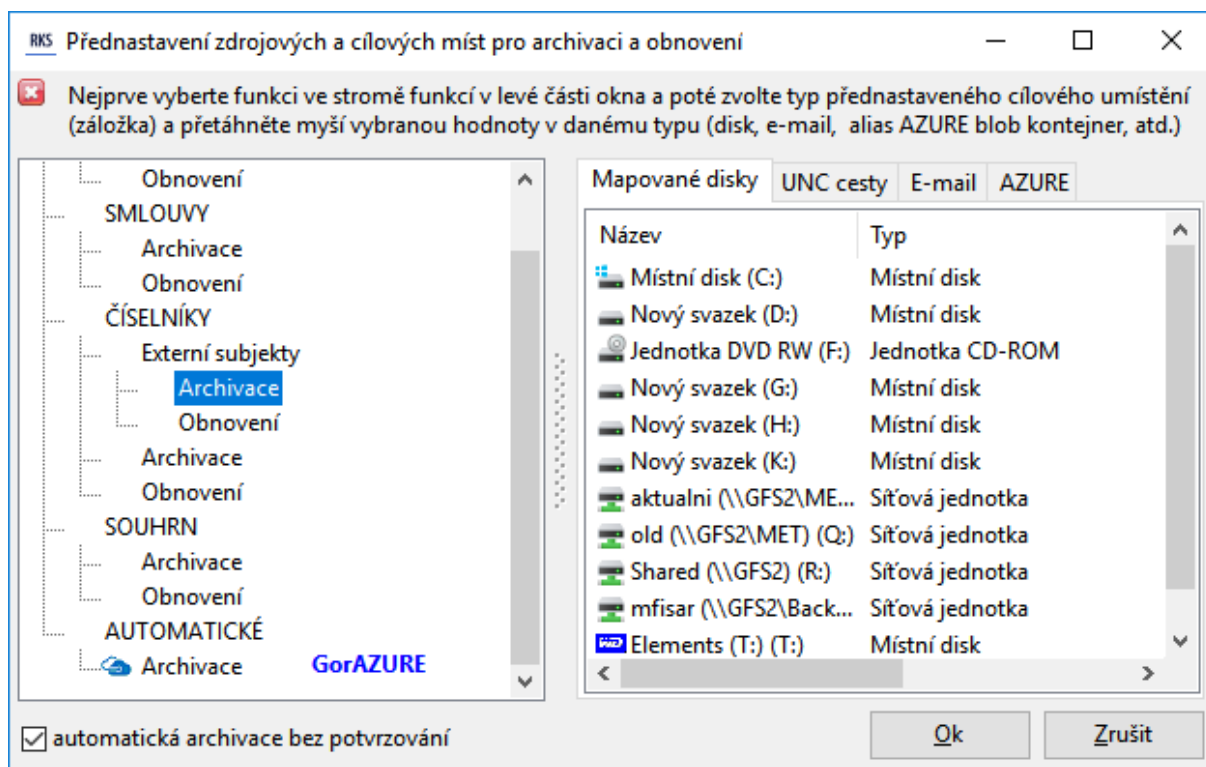 RKS Přednastavení zdrojových a cílových míst pro archivaci a obnovení
Nejprve vyberte funkci ve stromě funkcí v levé části okna a poté zvolte typ přednastaveného cílového umístění
(záložka) a přetáhněte myší vybranou hodnoty v danému typu (disk, e-mail, alias AZURE blob kontejner, atd.)
Obnovení
SMLOUVY
Archivace
Obnovení
ČÍSELNÍKY
Externí subjekty
Archivace
Obnovení
Archivace
Obnovení
SOUHRN
Archivace
Obnovení
AUTOMATICKÉ
Archivace GorAZURE
Mapované disky UNC cesty E-mail AZURE
Název Typ
Místní disk (C:) Místní disk
Nový svazek (D:) Místní disk
Jednotka DVD RW (F:) Jednotka CD-ROM
Nový svazek (G:) Místní disk
Nový svazek (H:) Místní disk
Nový svazek (K:) Místní disk
aktualni (\\GFS2\ME... Síťová jednotka
old (\\GFS2\MET) (Q:) Síťová jednotka
Shared (\\GFS2) (R:) Síťová jednotka
mfisar (\\GFS2\Back... Síťová jednotka
WD Elements (T:) (T:) Místní disk
automatická archivace bez potvrzování
Ok Zrušit